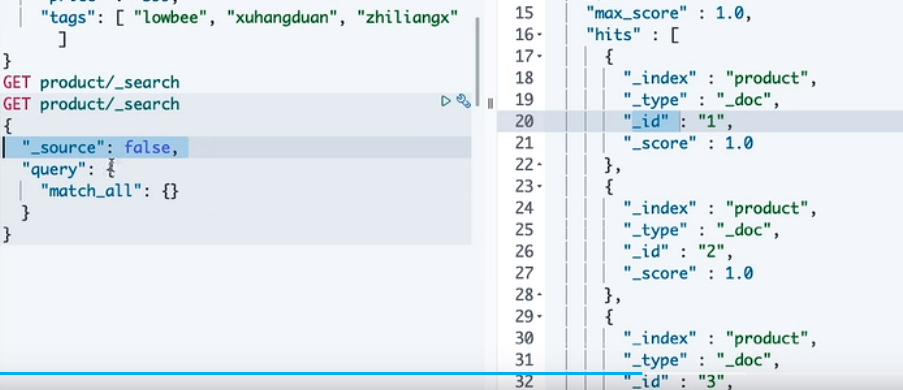 "tags": [ "lowbee", "xuhangduan", "zhiliangx"
]
}
GET product/_search
GET product/_search
{
"_source": false,
"query": {
"match_all": {}
}
}
15 "max_score" : 1.0,
16 "hits" : [
17 {
18 "_index" : "product",
19 "_type" : "_doc",
20 "_id" : "1",
21 "_score" : 1.0
22 },
23 {
24 "_index" : "product",
25 "_type" : "_doc",
26 "_id" : "2",
27 "_score" : 1.0
28 },
29 {
30 "_index" : "product",
31 "_type" : "_doc",
32 "_id" : "3",